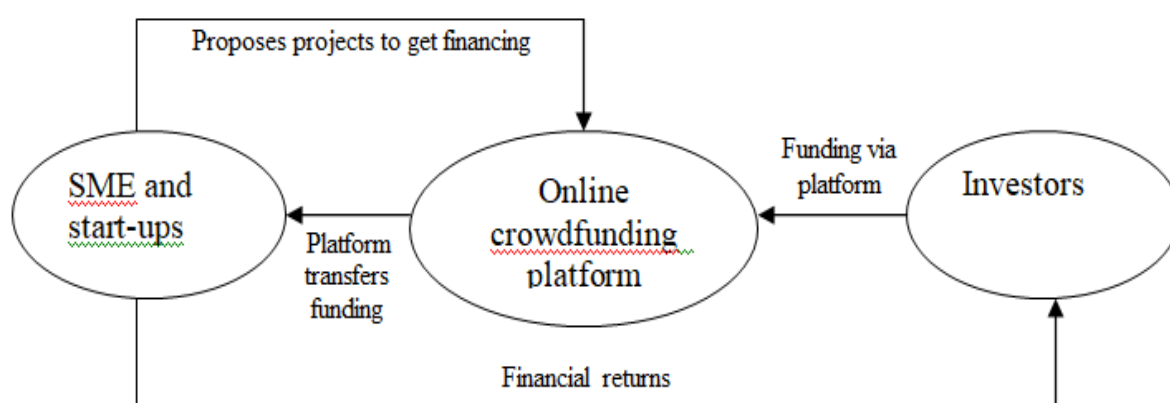 Proposes projects to get financing
SME and
start-ups
Platform
transfers
funding
Online
crowdfunding
platform
Funding via
platform
Investors
Financial returns